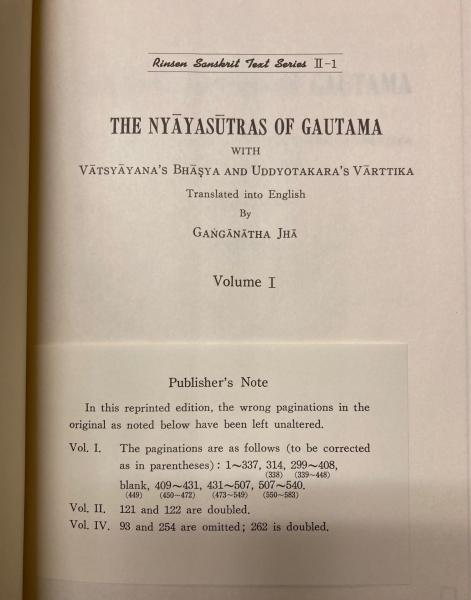 Rinsen Sanskrit Text Series II-1
THE NYĀYASŪTRAS OF GAUTAMA
WITH
VĀTSYĀYANA'S BHĀṢYA AND UDDYOTAKARA'S VĀRTTIKA
Translated into English
By
GAṄGĀNĀTHA JHĀ
Volume I
Publisher's Note
In this reprinted edition, the wrong paginations in the
original as noted below have been left unaltered.
Vol. I. The paginations are as follows (to be corrected
as in parentheses) : 1~337, 314, 299~408,
(338) (339~448)
blank, 409~431, 431~507, 507~540.
(449) (450~472) (473~549) (550~583)
Vol. II. 121 and 122 are doubled.
Vol. IV. 93 and 254 are omitted; 262 is doubled.